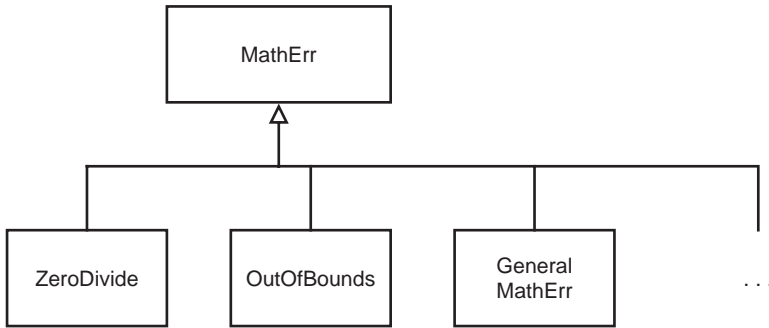 MathErr
ZeroDivide
OutOfBounds
General
MathErr
. . .